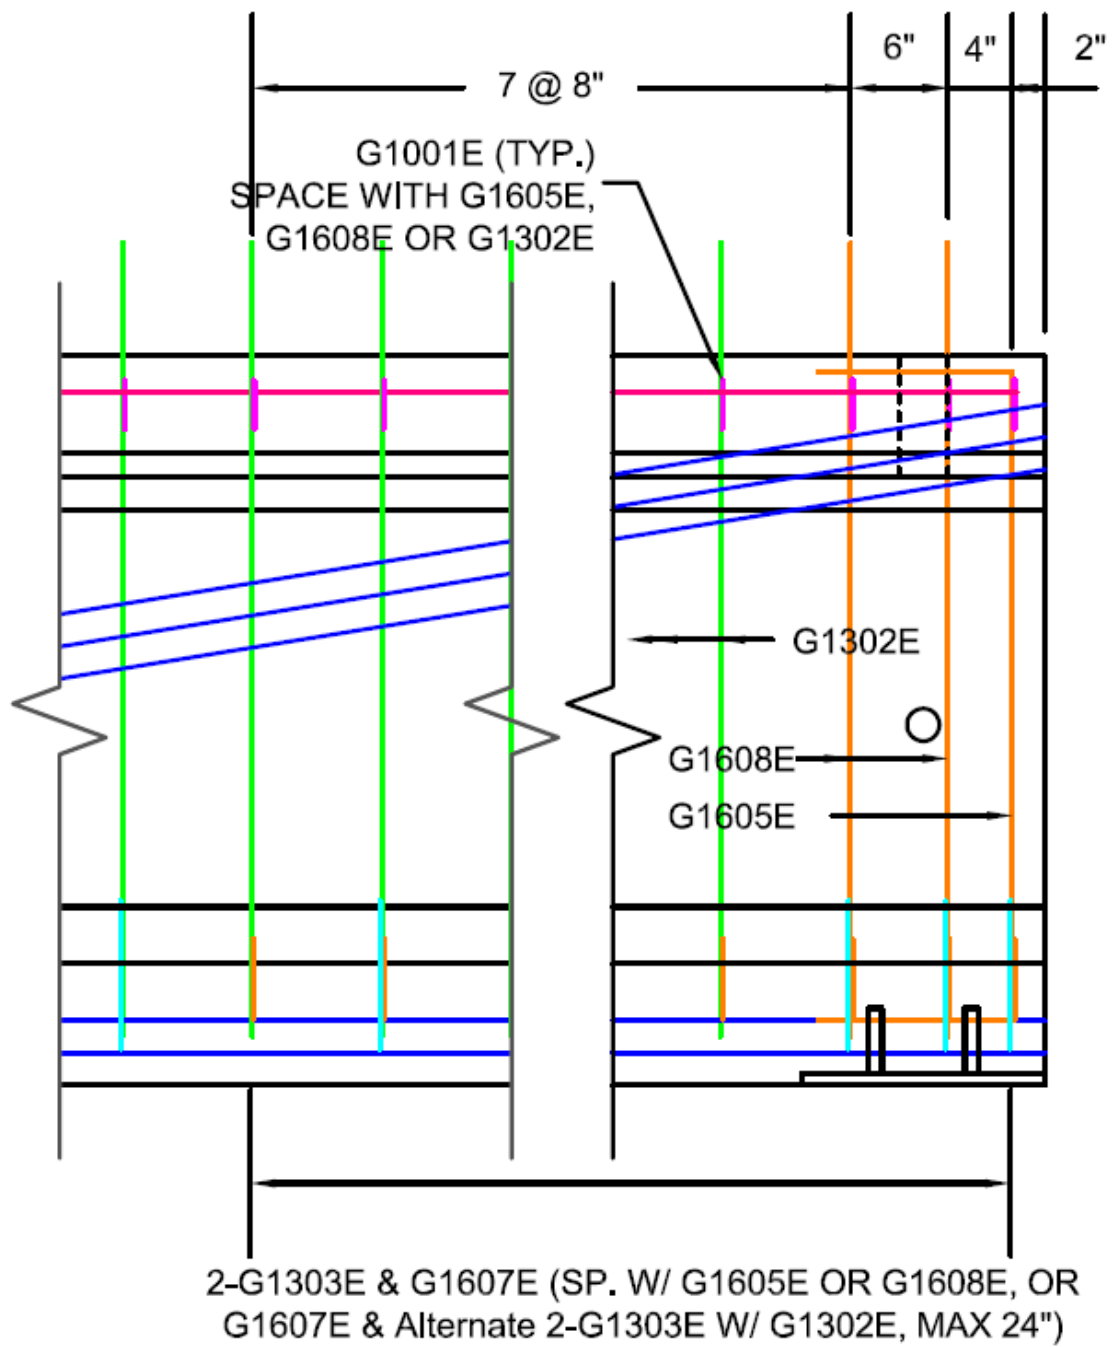 6"
4"
2"
7 @ 8"
G1001E (TYP.)
SPACE WITH G1605E,
G1608E OR G1302E
G1302E
G1608E
G1605E
2-G1303E & G1607E (SP. W/ G1605E OR G1608E, OR
G1607E & Alternate 2-G1303E W/ G1302E, MAX 24")